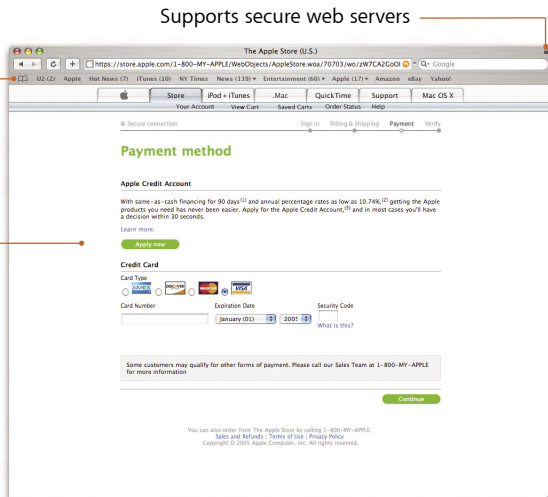 Supports secure web servers
The Apple Store (U.S.)
https://store.apple.com/1-800-MY-APPLE/WebObjects/AppleStore.woa/70703/wo/zW7CA2GoOl
Google
U2 (2) Apple Hot News (7) iTunes (10) NY Times News (139) Entertainment (60) Apple (17) Amazon eBay Yahoo!
Store iPod + iTunes .Mac QuickTime Support Mac OS X
Your Account View Cart Saved Carts Order Status Help
Secure connection
Sign In Billing & Shipping Payment Verify
Payment method
Apple Credit Account
With same-as-cash financing for 90 days(1) and annual percentage rates as low as 10.74%,(2) getting the Apple
products you need has never been easier. Apply for the Apple Credit Account,(3) and in most cases you'll have
a decision within 30 seconds.
Learn more.
Apply now
Credit Card
Card Type
AMEX DISCOVER MasterCard VISA
Card Number Expiration Date Security Code
January (01) 2005
What is this?
Some customers may qualify for other forms of payment. Please call our Sales Team at 1-800-MY-APPLE
for more information
Continue
You can also order from The Apple Store by calling 1-800-MY-APPLE.
Sales and Refunds | Terms of Use | Privacy Policy
Copyright © 2005 Apple Computer, Inc. All rights reserved.